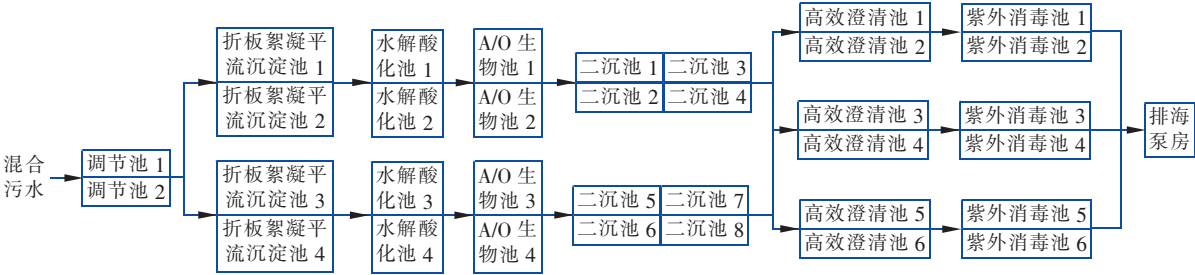 混合
污水
调节池 1
调节池 2
折板絮凝平
流沉淀池 1
折板絮凝平
流沉淀池 2
水解酸
化池 1
水解酸
化池 2
A/O 生
物池 1
A/O 生
物池 2
二沉池 1
二沉池 3
二沉池 2
二沉池 4
折板絮凝平
流沉淀池 3
折板絮凝平
流沉淀池 4
水解酸
化池 3
水解酸
化池 4
A/O 生
物池 3
A/O 生
物池 4
二沉池 5
二沉池 7
二沉池 6
二沉池 8
高效澄清池 1
高效澄清池 2
紫外消毒池 1
紫外消毒池 2
高效澄清池 3
高效澄清池 4
紫外消毒池 3
紫外消毒池 4
高效澄清池 5
高效澄清池 6
紫外消毒池 5
紫外消毒池 6
排海
泵房